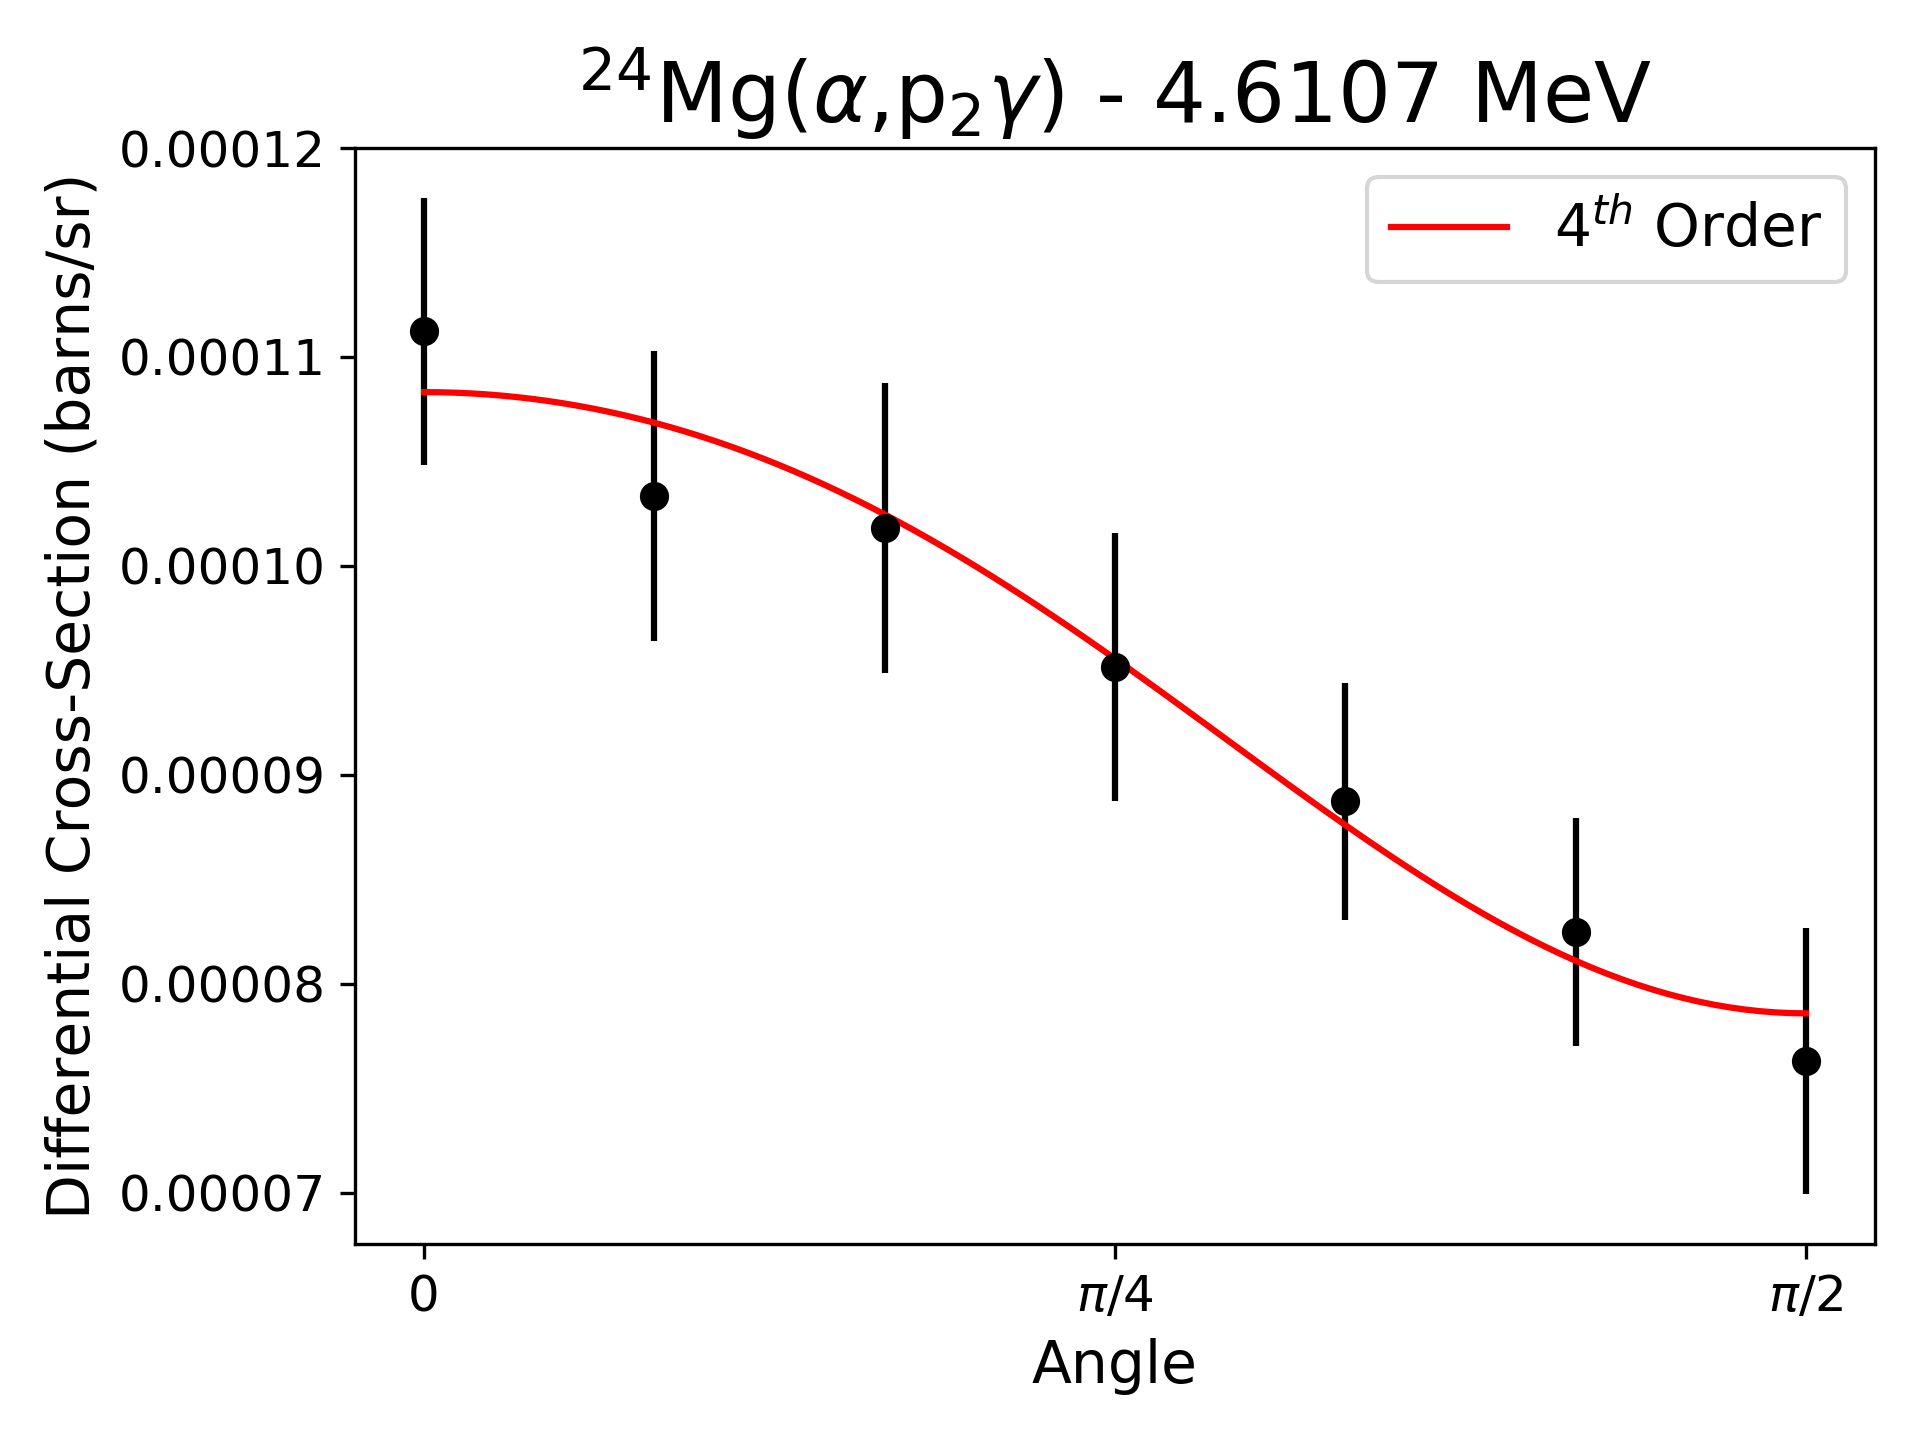 ²⁴Mg(α,p₂γ) - 4.6107 MeV
4ᵗʰ Order
Differential Cross-Section (barns/sr)
0.00012
0.00011
0.00010
0.00009
0.00008
0.00007
0 π/4 π/2
Angle